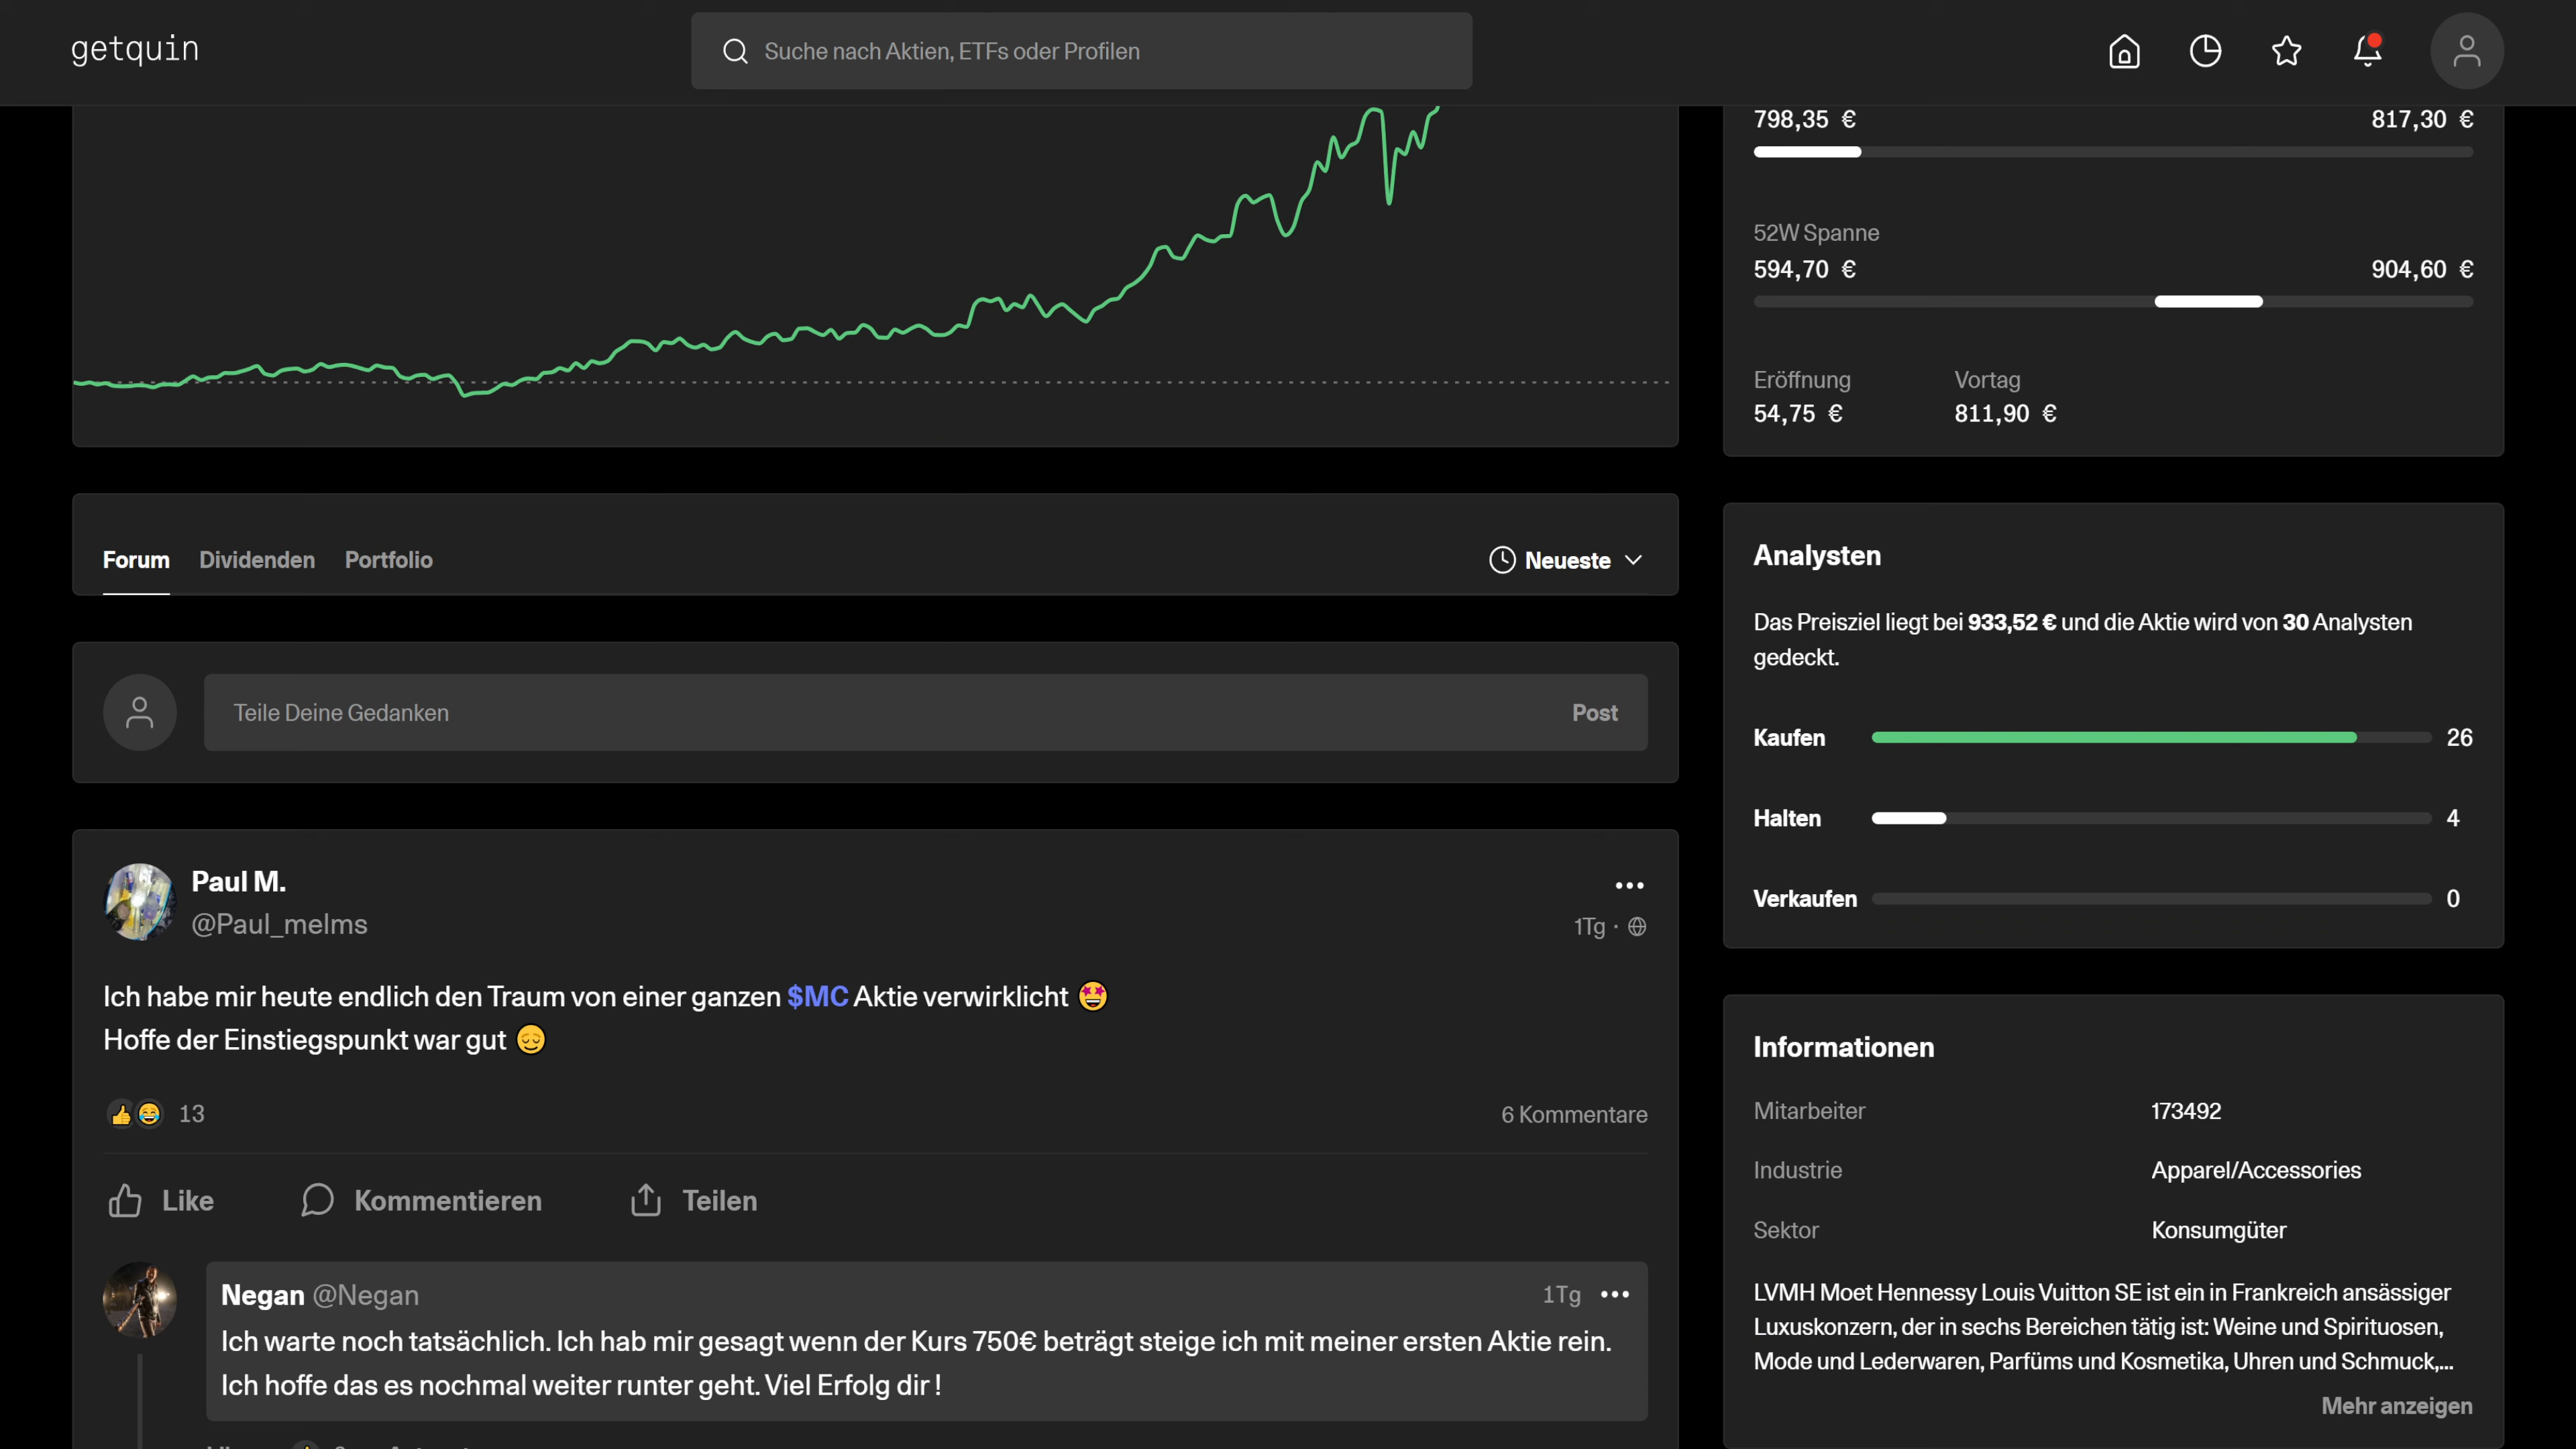 getquin
Suche nach Aktien, ETFs oder Profilen
798,35 € 817,30 €
52W Spanne
594,70 € 904,60 €
Eröffnung Vortag
54,75 € 811,90 €
Forum Dividenden Portfolio
Neueste
Teile Deine Gedanken
Post
Paul M.
@Paul_melms
1Tg ·
Ich habe mir heute endlich den Traum von einer ganzen $MC Aktie verwirklicht 🤩
Hoffe der Einstiegspunkt war gut 😌
👍😂 13
6 Kommentare
Like Kommentieren Teilen
Negan @Negan
1Tg
Ich warte noch tatsächlich. Ich hab mir gesagt wenn der Kurs 750€ beträgt steige ich mit meiner ersten Aktie rein.
Ich hoffe das es nochmal weiter runter geht. Viel Erfolg dir !
Analysten
Das Preisziel liegt bei 933,52 € und die Aktie wird von 30 Analysten
gedeckt.
Kaufen 26
Halten 4
Verkaufen 0
Informationen
Mitarbeiter 173492
Industrie Apparel/Accessories
Sektor Konsumgüter
LVMH Moet Hennessy Louis Vuitton SE ist ein in Frankreich ansässiger
Luxuskonzern, der in sechs Bereichen tätig ist: Weine und Spirituosen,
Mode und Lederwaren, Parfüms und Kosmetika, Uhren und Schmuck,...
Mehr anzeigen